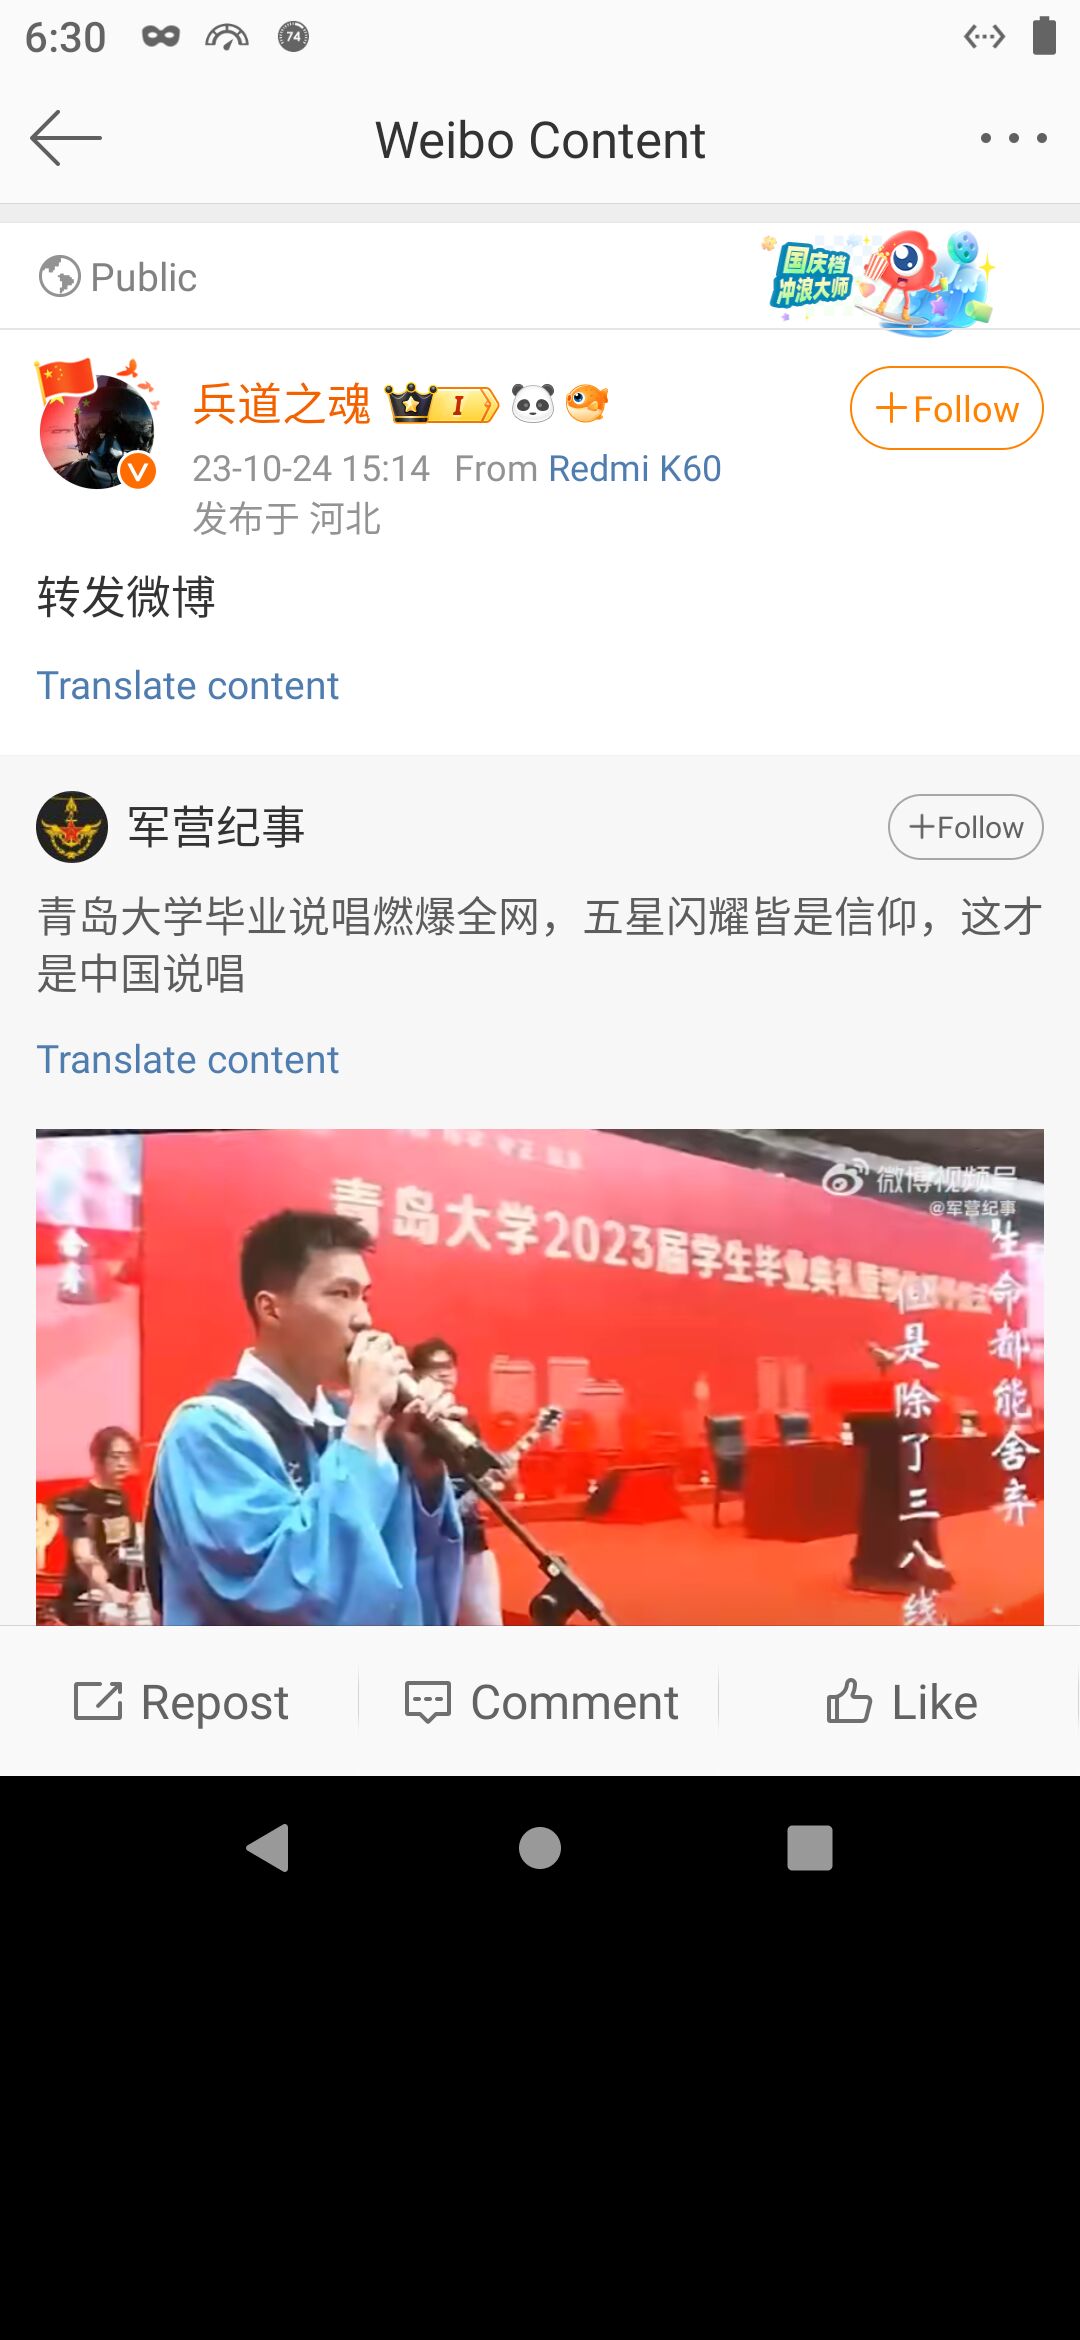 6:30
74
Weibo Content
Public
国庆档
冲浪大师
兵道之魂
I
+Follow
23-10-24 15:14 From Redmi K60
发布于 河北
转发微博
Translate content
军营纪事
+Follow
青岛大学毕业说唱燃爆全网，五星闪耀皆是信仰，这才
是中国说唱
Translate content
微博视频号
@军营纪事
青岛大学2023届学生毕业典礼暨学
生命都能舍弃
但是除了三八线
Repost
Comment
Like